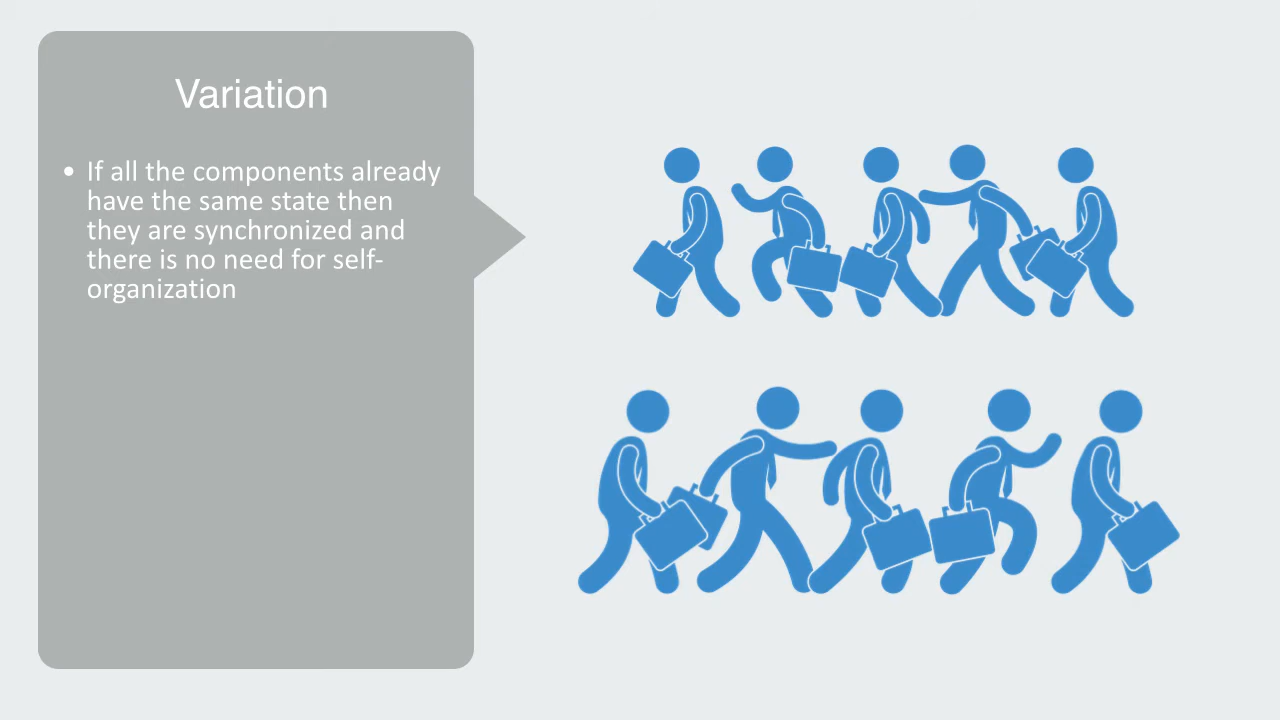 Variation
• If all the components already
have the same state then
they are synchronized and
there is no need for self-
organization